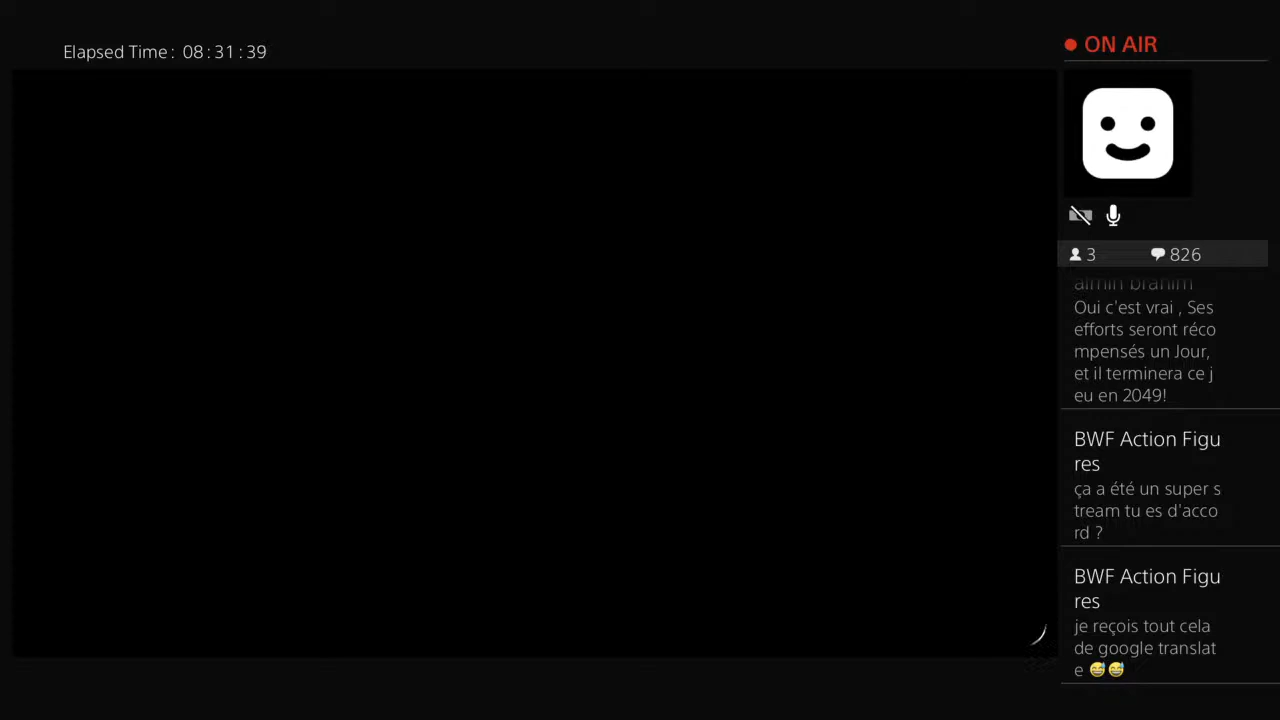 Elapsed Time: 08:31:39
ON AIR
3 826
almin brahim
Oui c'est vrai , Ses
efforts seront réco
mpensés un Jour,
et il terminera ce j
eu en 2049!
BWF Action Figu
res
ça a été un super s
tream tu es d'acco
rd ?
BWF Action Figu
res
je reçois tout cela
de google translat
e 😅😅